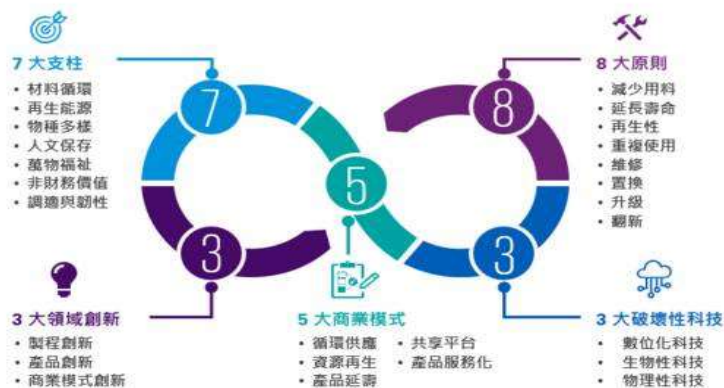 7 大支柱
• 材料循環
• 再生能源
• 物種多樣
• 人文保存
• 萬物福祉
• 非財務價值
• 調適與韌性
7
8
5
3
3
8 大原則
• 減少用料
• 延長壽命
• 再生性
• 重複使用
• 維修
• 置換
• 升級
• 翻新
3 大領域創新
• 製程創新
• 產品創新
• 商業模式創新
5 大商業模式
• 循環供應 • 共享平台
• 資源再生 • 產品服務化
• 產品延壽
3 大破壞性科技
• 數位化科技
• 生物性科技
• 物理性科技